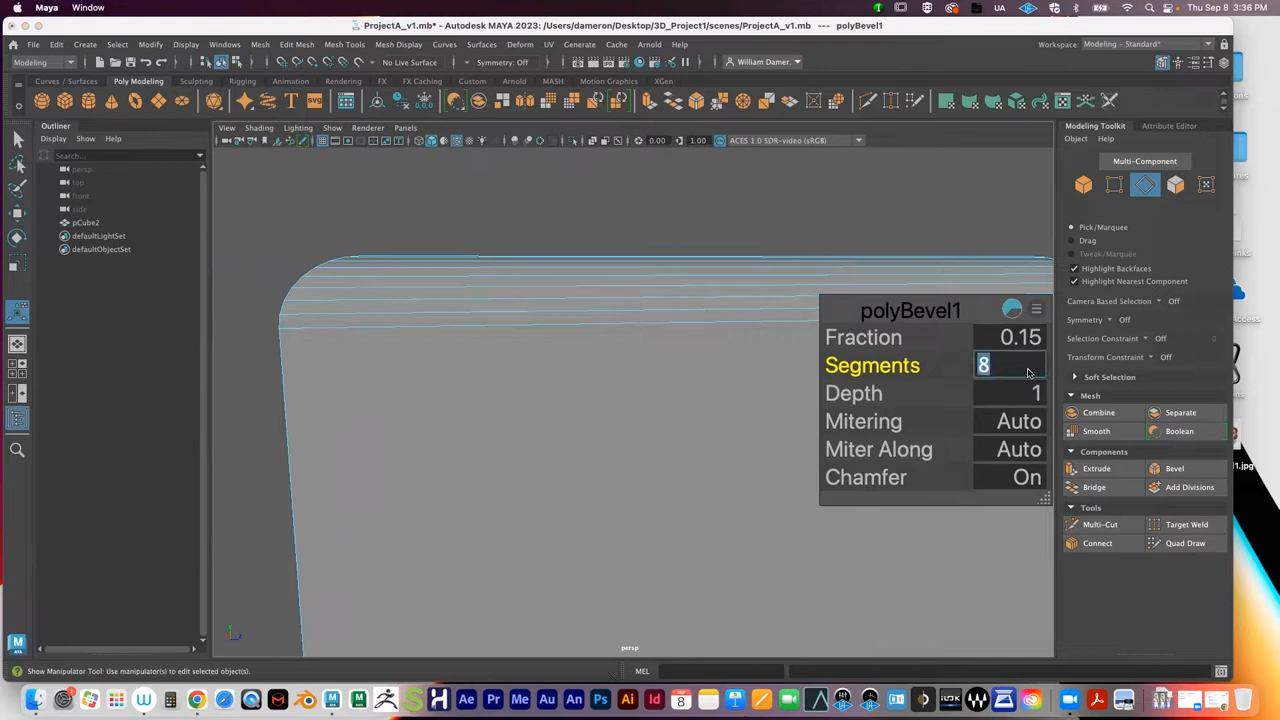 Maya Window UA Thu Sep 8 3:36 PM
ProjectA_v1.mb* - Autodesk MAYA 2023: /Users/dameron/Desktop/3D_Project1/scenes/ProjectA_v1.mb --- polyBevel1
File Edit Create Select Modify Display Windows Mesh Edit Mesh Mesh Tools Mesh Display Curves Surfaces Deform UV Generate Cache Arnold Help Workspace: Modeling - Standard*
Modeling No Live Surface Symmetry: Off William Damer...
Curves / Surfaces Poly Modeling Sculpting Rigging Animation Rendering FX FX Caching Custom Arnold MASH Motion Graphics XGen
Outliner
Display Show Help
Search...
persp
top
front
side
pCube2
defaultLightSet
defaultObjectSet
View Shading Lighting Show Renderer Panels
0.00 1.00 ACES 1.0 SDR-video (sRGB)
polyBevel1
Fraction 0.15
Segments 8
Depth 1
Mitering Auto
Miter Along Auto
Chamfer On
persp
Modeling Toolkit Attribute Editor
Object Help
Multi-Component
Pick/Marquee
Drag
Tweak/Marquee
Highlight Backfaces
Highlight Nearest Component
Camera Based Selection Off
Symmetry Off
Selection Constraint Off 0
Transform Constraint Off
Soft Selection
Mesh
Combine Separate
Smooth Boolean
Components
Extrude Bevel
Bridge Add Divisions
Tools
Multi-Cut Target Weld
Connect Quad Draw
Show Manipulator Tool: Use manipulator(s) to edit selected object(s). MEL